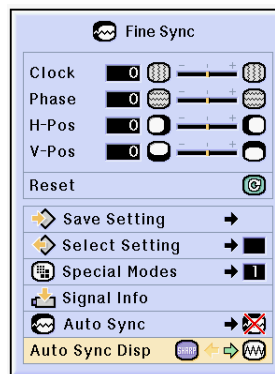 Fine Sync
Clock 0 - +
Phase 0 - +
H-Pos 0 - +
V-Pos 0 - +
Reset
Save Setting
Select Setting
Special Modes 1
Signal Info
Auto Sync
Auto Sync Disp SHARP